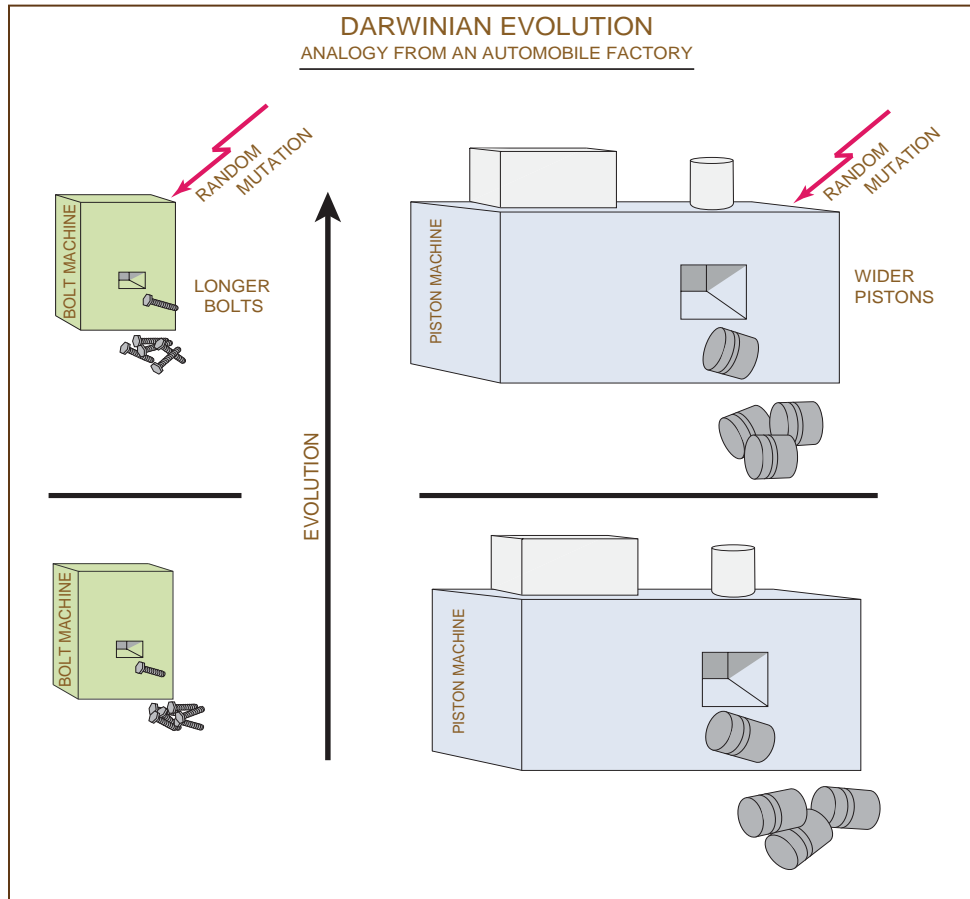 DARWINIAN EVOLUTION
ANALOGY FROM AN AUTOMOBILE FACTORY
RANDOM
MUTATION
BOLT MACHINE
LONGER
BOLTS
RANDOM
MUTATION
PISTON MACHINE
WIDER
PISTONS
EVOLUTION
BOLT MACHINE
PISTON MACHINE